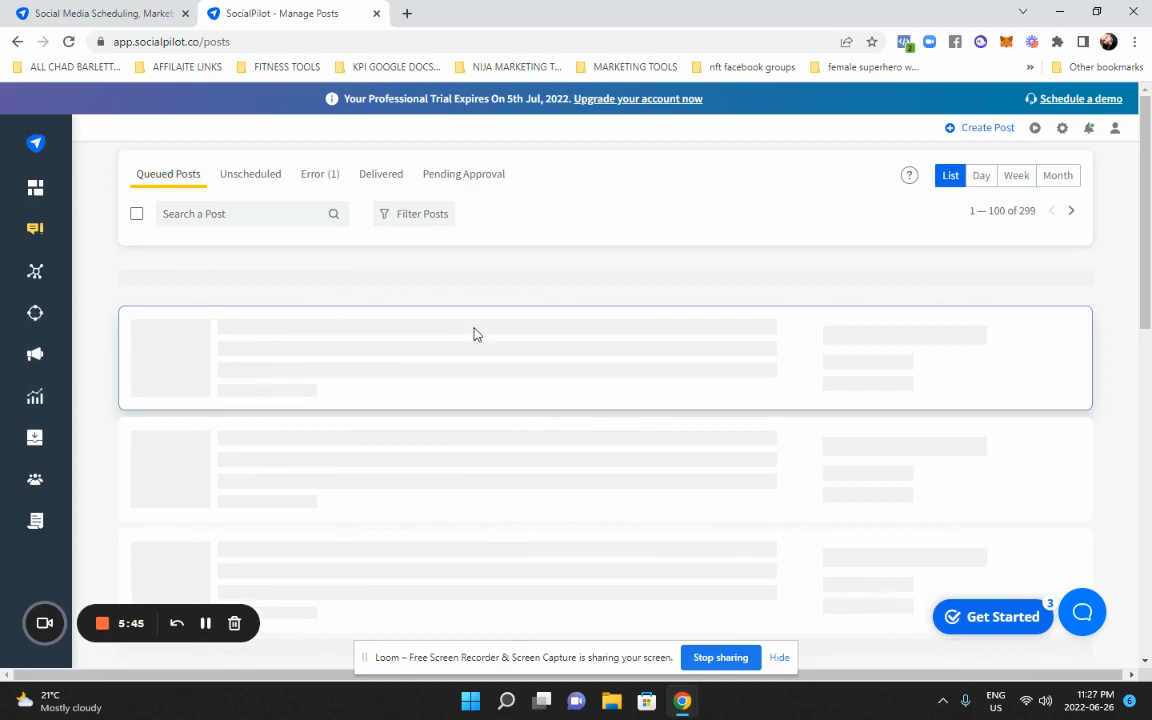 Social Media Scheduling, Market
SocialPilot - Manage Posts
app.socialpilot.co/posts
2
ALL CHAD BARLETT...
AFFILAITE LINKS
FITNESS TOOLS
KPI GOOGLE DOCS...
NIJA MARKETING T...
MARKETING TOOLS
nft facebook groups
female superhero w...
Other bookmarks
Your Professional Trial Expires On 5th Jul, 2022. Upgrade your account now
Schedule a demo
Create Post
Queued Posts
Unscheduled
Error (1)
Delivered
Pending Approval
?
List
Day
Week
Month
Search a Post
Filter Posts
1 — 100 of 299
Get Started
3
5:45
Loom – Free Screen Recorder & Screen Capture is sharing your screen.
Stop sharing
Hide
21°C
Mostly cloudy
ENG
US
11:27 PM
2022-06-26
6